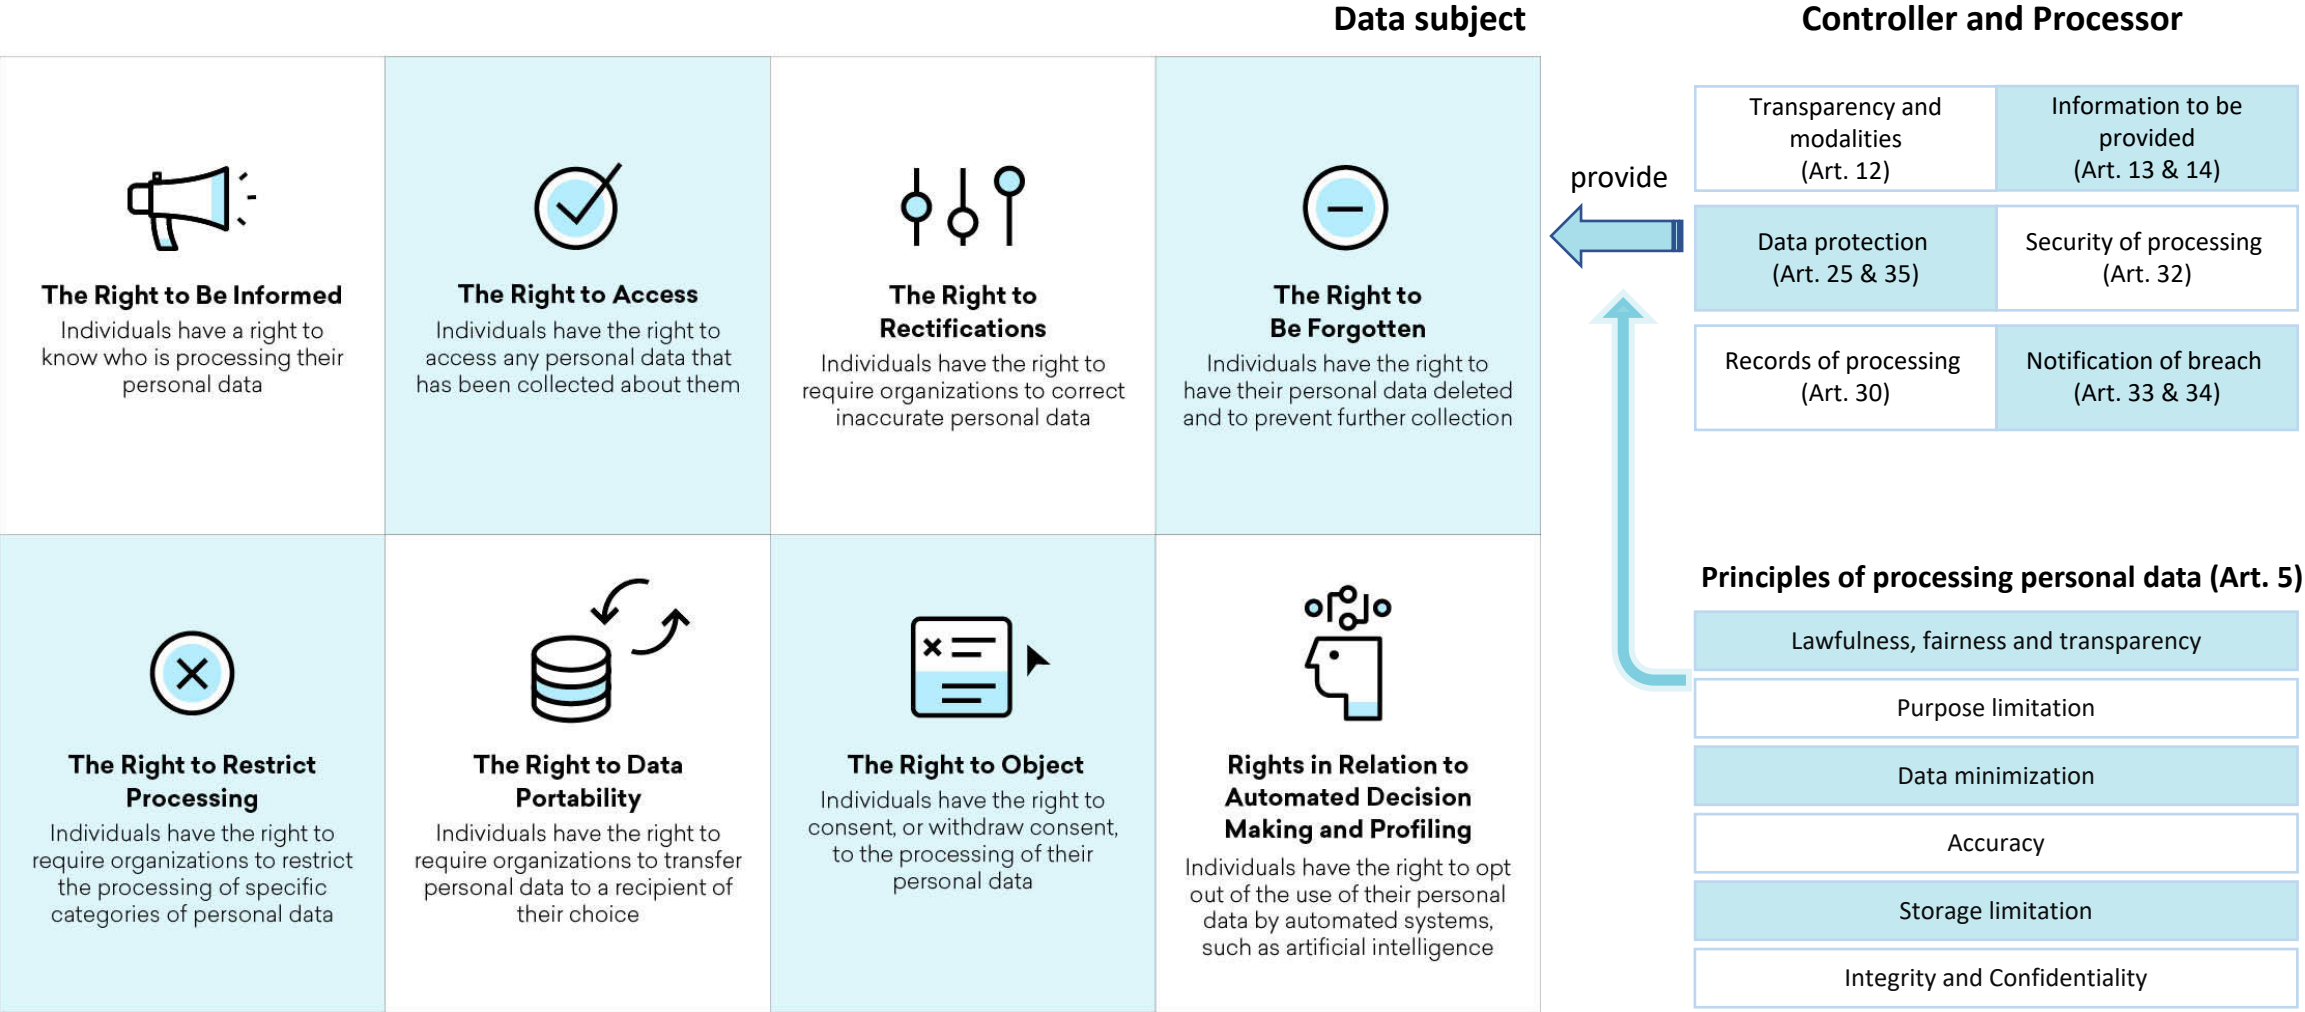 Data subject
Controller and Processor
The Right to Be Informed
Individuals have a right to
know who is processing their
personal data
The Right to Access
Individuals have the right to
access any personal data that
has been collected about them
The Right to
Rectifications
Individuals have the right to
require organizations to correct
inaccurate personal data
The Right to
Be Forgotten
Individuals have the right to
have their personal data deleted
and to prevent further collection
The Right to Restrict
Processing
Individuals have the right to
require organizations to restrict
the processing of specific
categories of personal data
The Right to Data
Portability
Individuals have the right to
require organizations to transfer
personal data to a recipient of
their choice
The Right to Object
Individuals have the right to
consent, or withdraw consent,
to the processing of their
personal data
Rights in Relation to
Automated Decision
Making and Profiling
Individuals have the right to opt
out of the use of their personal
data by automated systems,
such as artificial intelligence
provide
Transparency and
modalities
(Art. 12)
Information to be
provided
(Art. 13 & 14)
Data protection
(Art. 25 & 35)
Security of processing
(Art. 32)
Records of processing
(Art. 30)
Notification of breach
(Art. 33 & 34)
Principles of processing personal data (Art. 5)
Lawfulness, fairness and transparency
Purpose limitation
Data minimization
Accuracy
Storage limitation
Integrity and Confidentiality